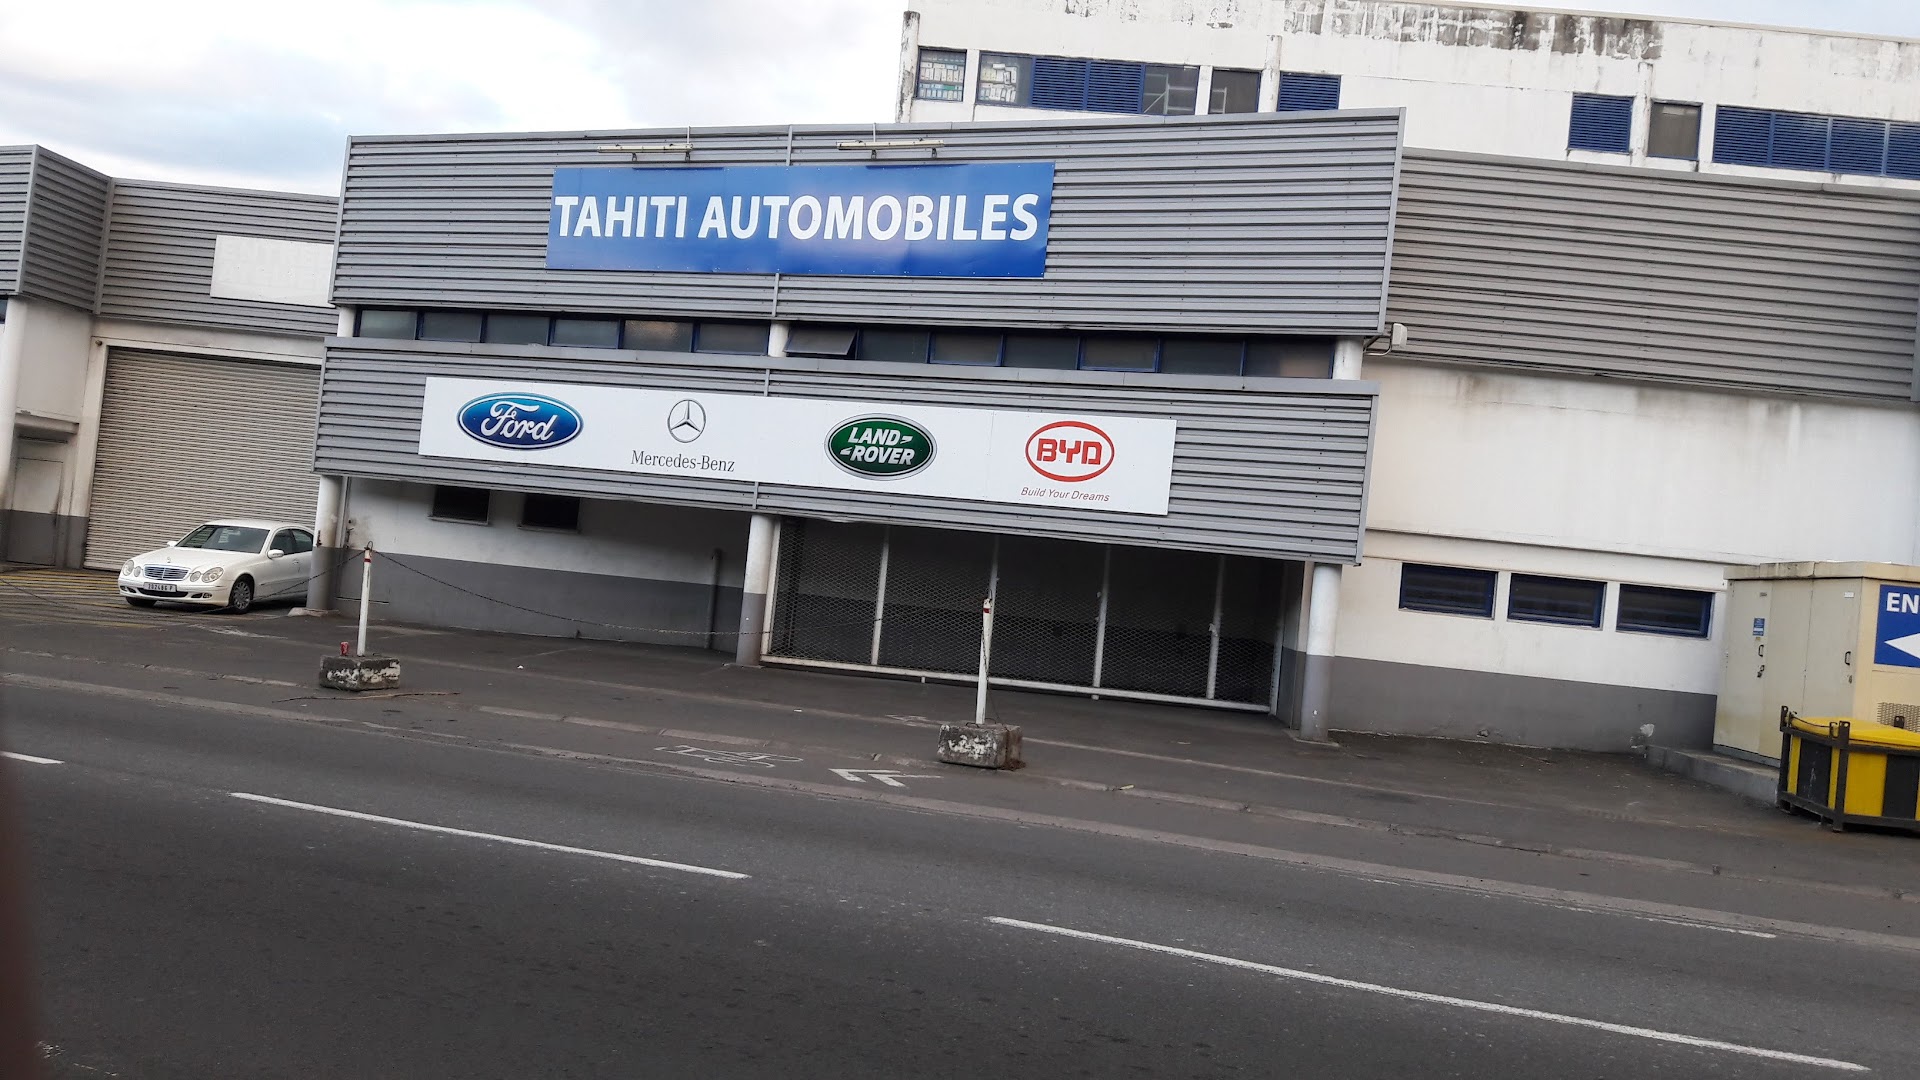 TAHITI AUTOMOBILES
Ford
Mercedes-Benz
LAND-
ROVER
BYD
Build Your Dreams
EN